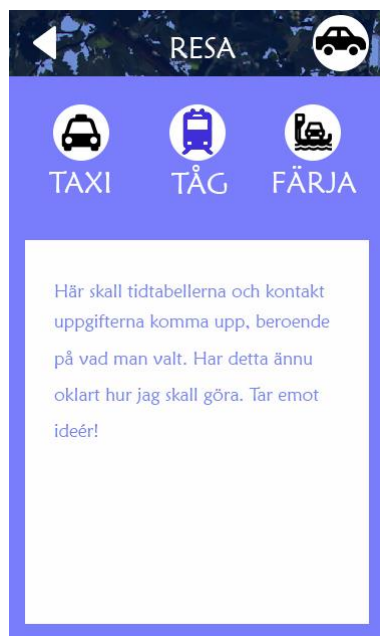 RESA
TAXI
TÅG
FÄRJA
Här skall tidtabellerna och kontakt
uppgifterna komma upp, beroende
på vad man valt. Har detta ännu
oklart hur jag skall göra. Tar emot
ideér!